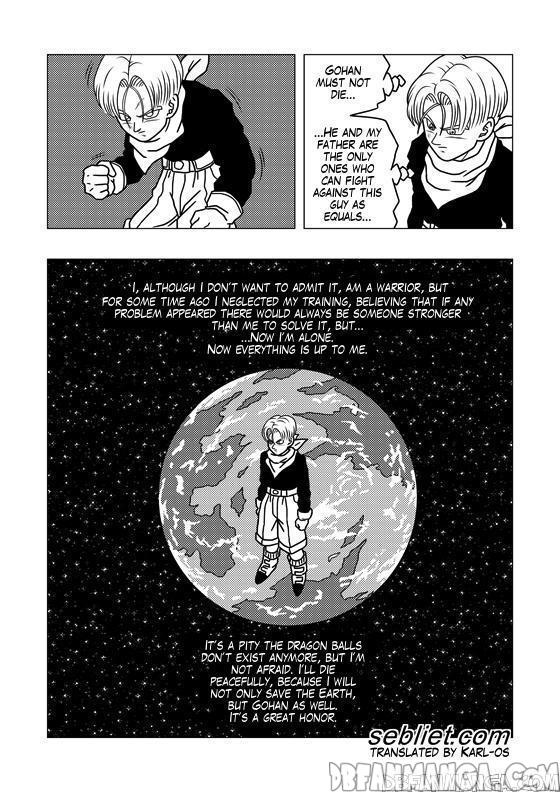 GOHAN
MUST NOT
DIE...
...HE AND MY
FATHER ARE
THE ONLY
ONES WHO
CAN FIGHT
AGAINST THIS
GUY AS
EQUALS...
I, ALTHOUGH I DON'T WANT TO ADMIT IT, AM A WARRIOR, BUT
FOR SOME TIME AGO I NEGLECTED MY TRAINING, BELIEVING THAT IF ANY
PROBLEM APPEARED THERE WOULD ALWAYS BE SOMEONE STRONGER
THAN ME TO SOLVE IT, BUT...
...NOW I'M ALONE.
NOW EVERYTHING IS UP TO ME.
IT'S A PITY THE DRAGON BALLS
DON'T EXIST ANYMORE, BUT I'M
NOT AFRAID. I'LL DIE
PEACEFULLY, BECAUSE I WILL
NOT ONLY SAVE THE EARTH,
BUT GOHAN AS WELL.
IT'S A GREAT HONOR.
sebliet.com
TRANSLATED BY KARL-OS
DBFANMANGA.COM